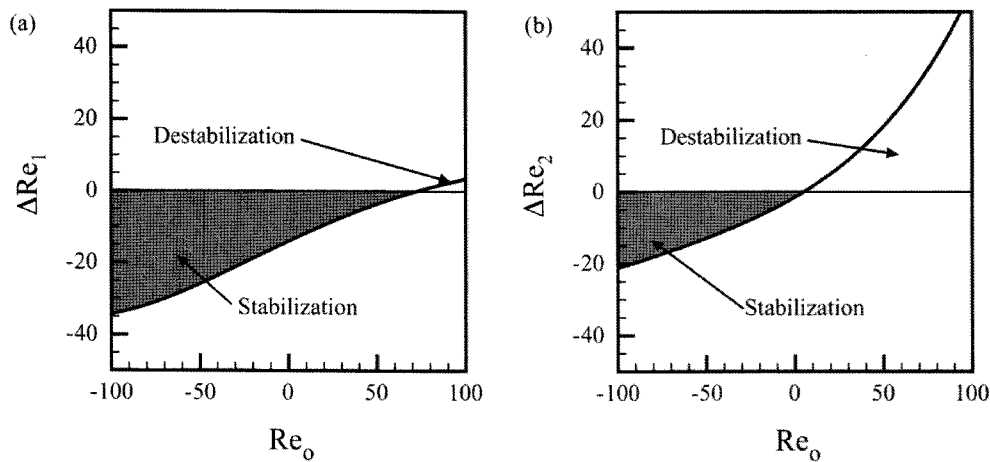 (a)
40
20
0
-20
-40
ΔRe₁
Destabilization
Stabilization
-100 -50 0 50 100
Reₒ
(b)
40
20
0
-20
-40
ΔRe₂
Destabilization
Stabilization
-100 -50 0 50 100
Reₒ